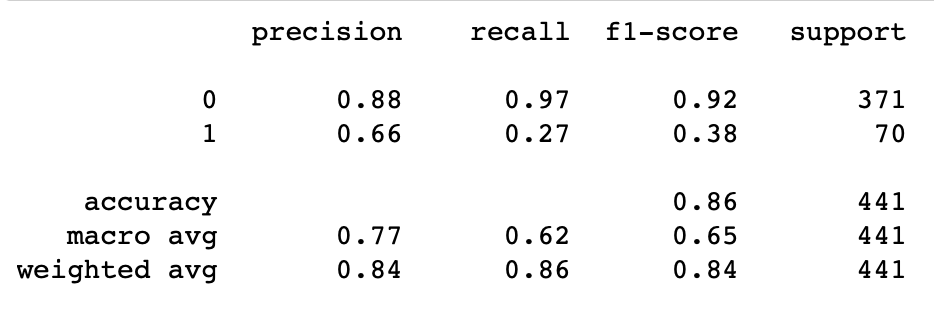 precision recall f1-score support
0 0.88 0.97 0.92 371
1 0.66 0.27 0.38 70
accuracy 0.86 441
macro avg 0.77 0.62 0.65 441
weighted avg 0.84 0.86 0.84 441